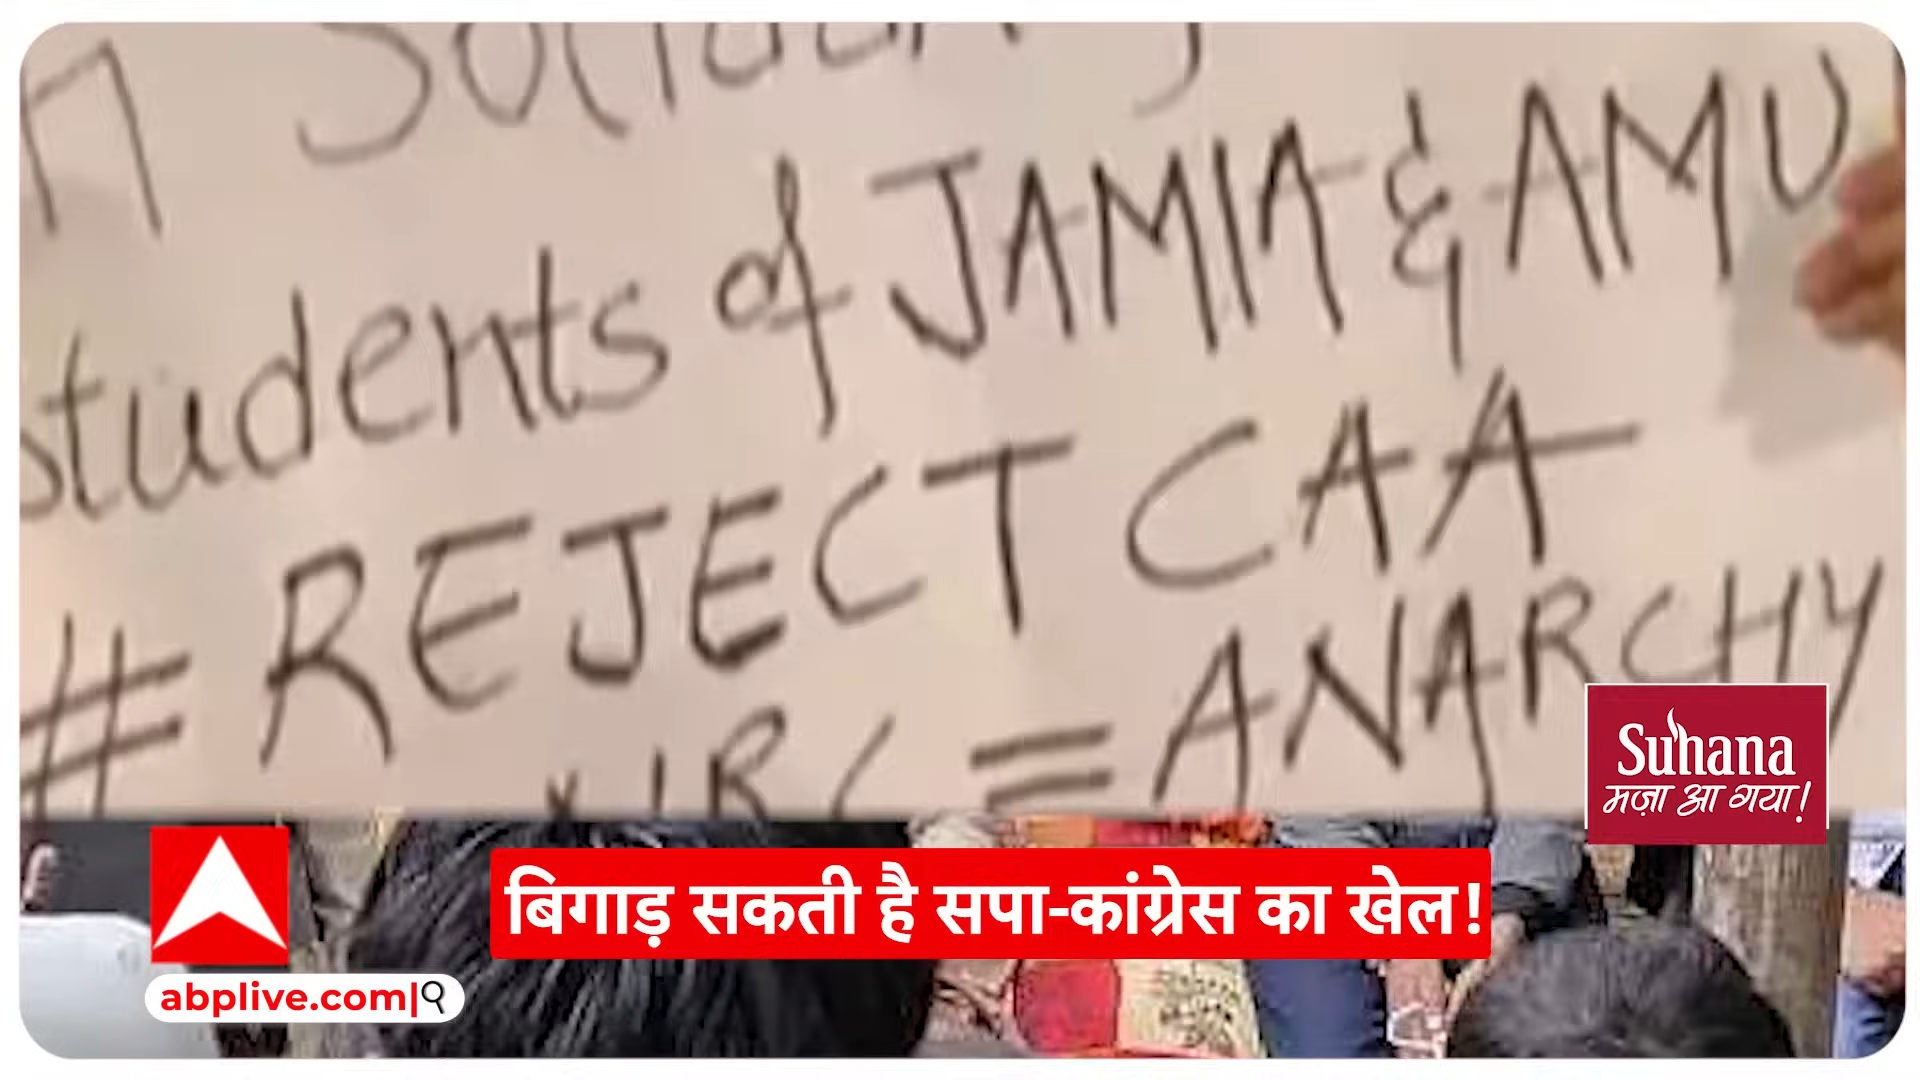 Students of JAMIA & AMU
# REJECT CAA
= ANARCHY
Suhana
मज़ा आ गया!
बिगाड़ सकती है सपा-कांग्रेस का खेल!
abplive.com